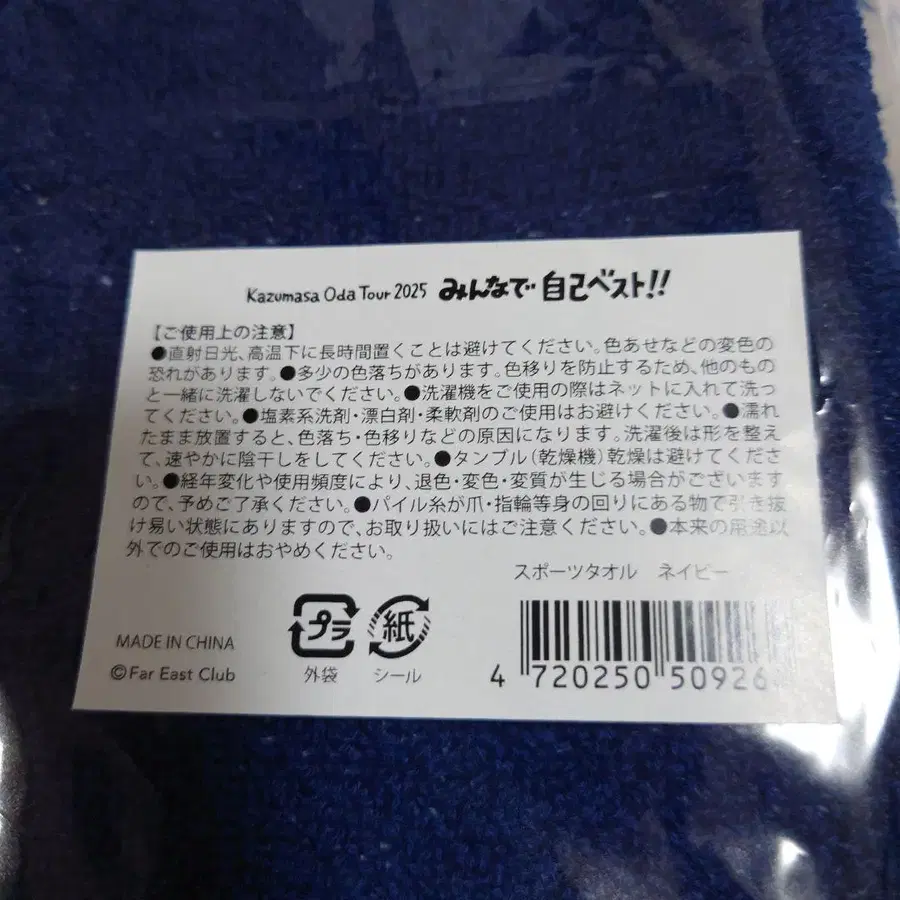 Kazumasa Oda Tour 2025 みんなで 自己ベスト!!
【ご使用上の注意】
●直射日光、高温下に長時間置くことは避けてください。色あせなどの変色の
恐れがあります。●多少の色落ちがあります。色移りを防止するため、他のもの
と一緒に洗濯しないでください。●洗濯機をご使用の際はネットに入れて洗っ
てください。●塩素系洗剤・漂白剤・柔軟剤のご使用はお避けください。●濡れ
たまま放置すると、色落ち・色移りなどの原因になります。洗濯後は形を整え
て、速やかに陰干しをしてください。●タンブル(乾燥機)乾燥は避けてくださ
い。●経年変化や使用頻度により、退色・変色・変質が生じる場合がございます
ので、予めご了承ください。●パイル糸が爪・指輪等身の回りにある物で引き抜
け易い状態にありますので、お取り扱いにはご注意ください。●本来の用途以
外でのご使用はおやめください。
スポーツタオル ネイビー
プラ 紙
外袋 シール
MADE IN CHINA
©Far East Club
4 720250 50926